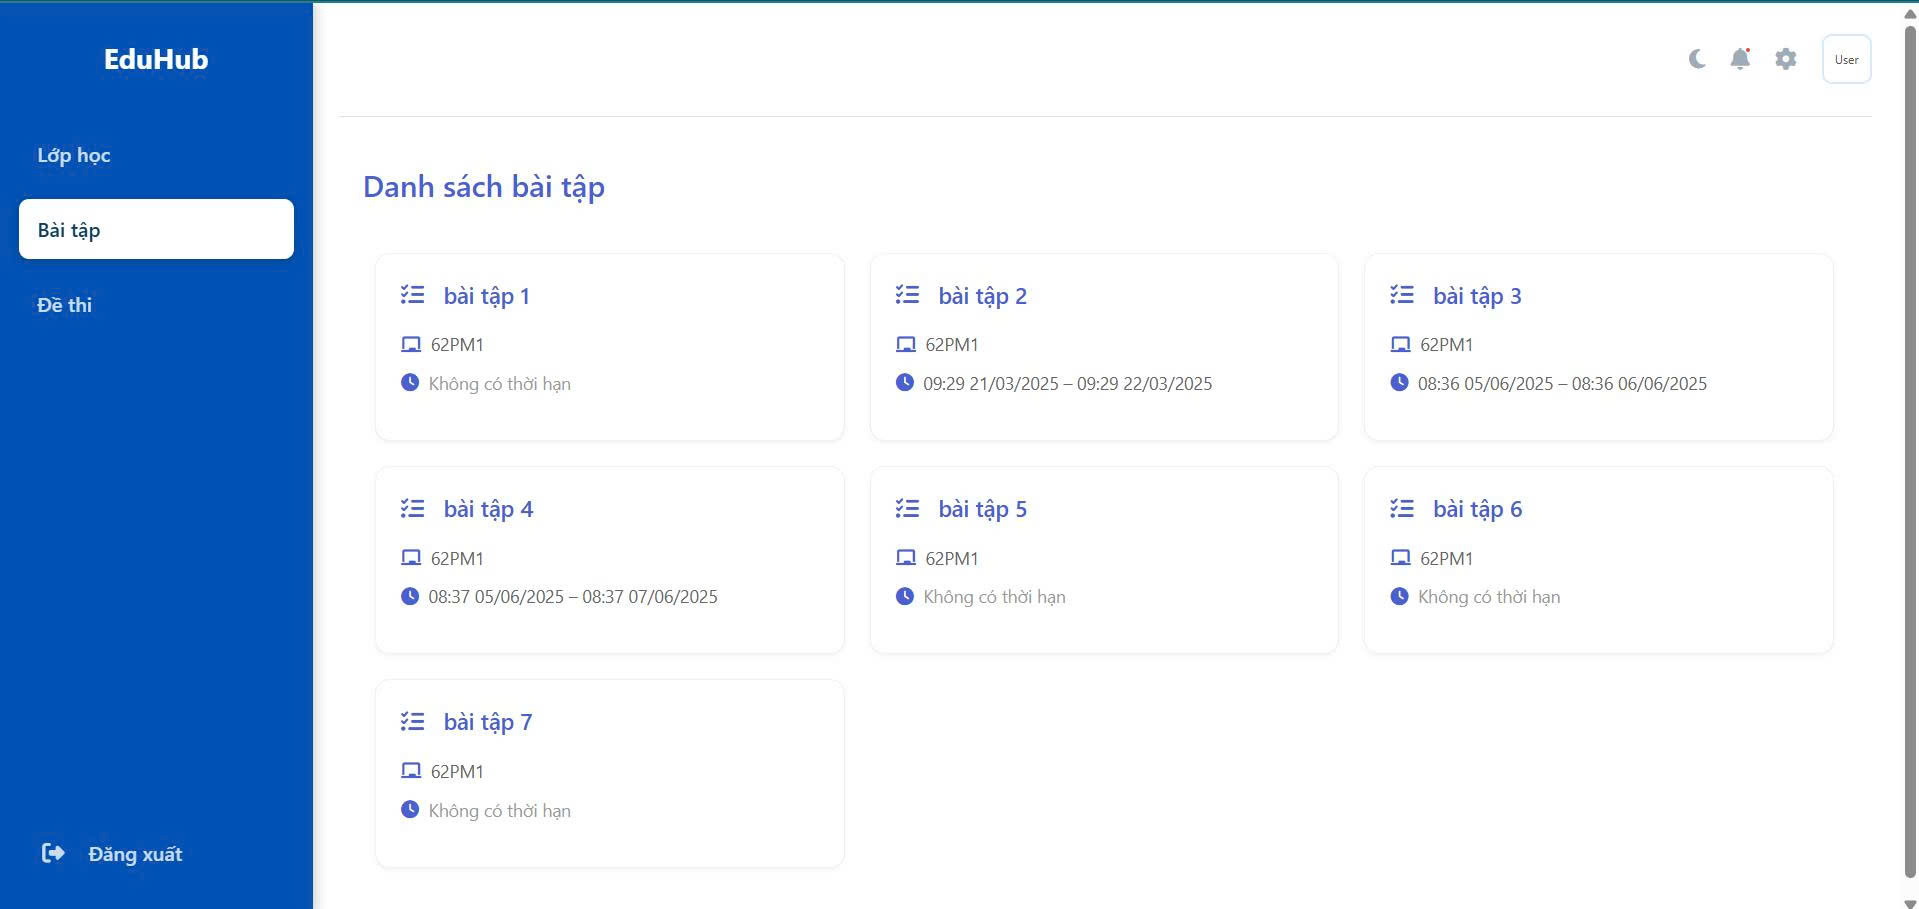 EduHub
Lớp học
Bài tập
Đề thi
Đăng xuất
User
Danh sách bài tập
bài tập 1
62PM1
Không có thời hạn
bài tập 2
62PM1
09:29 21/03/2025 – 09:29 22/03/2025
bài tập 3
62PM1
08:36 05/06/2025 – 08:36 06/06/2025
bài tập 4
62PM1
08:37 05/06/2025 – 08:37 07/06/2025
bài tập 5
62PM1
Không có thời hạn
bài tập 6
62PM1
Không có thời hạn
bài tập 7
62PM1
Không có thời hạn